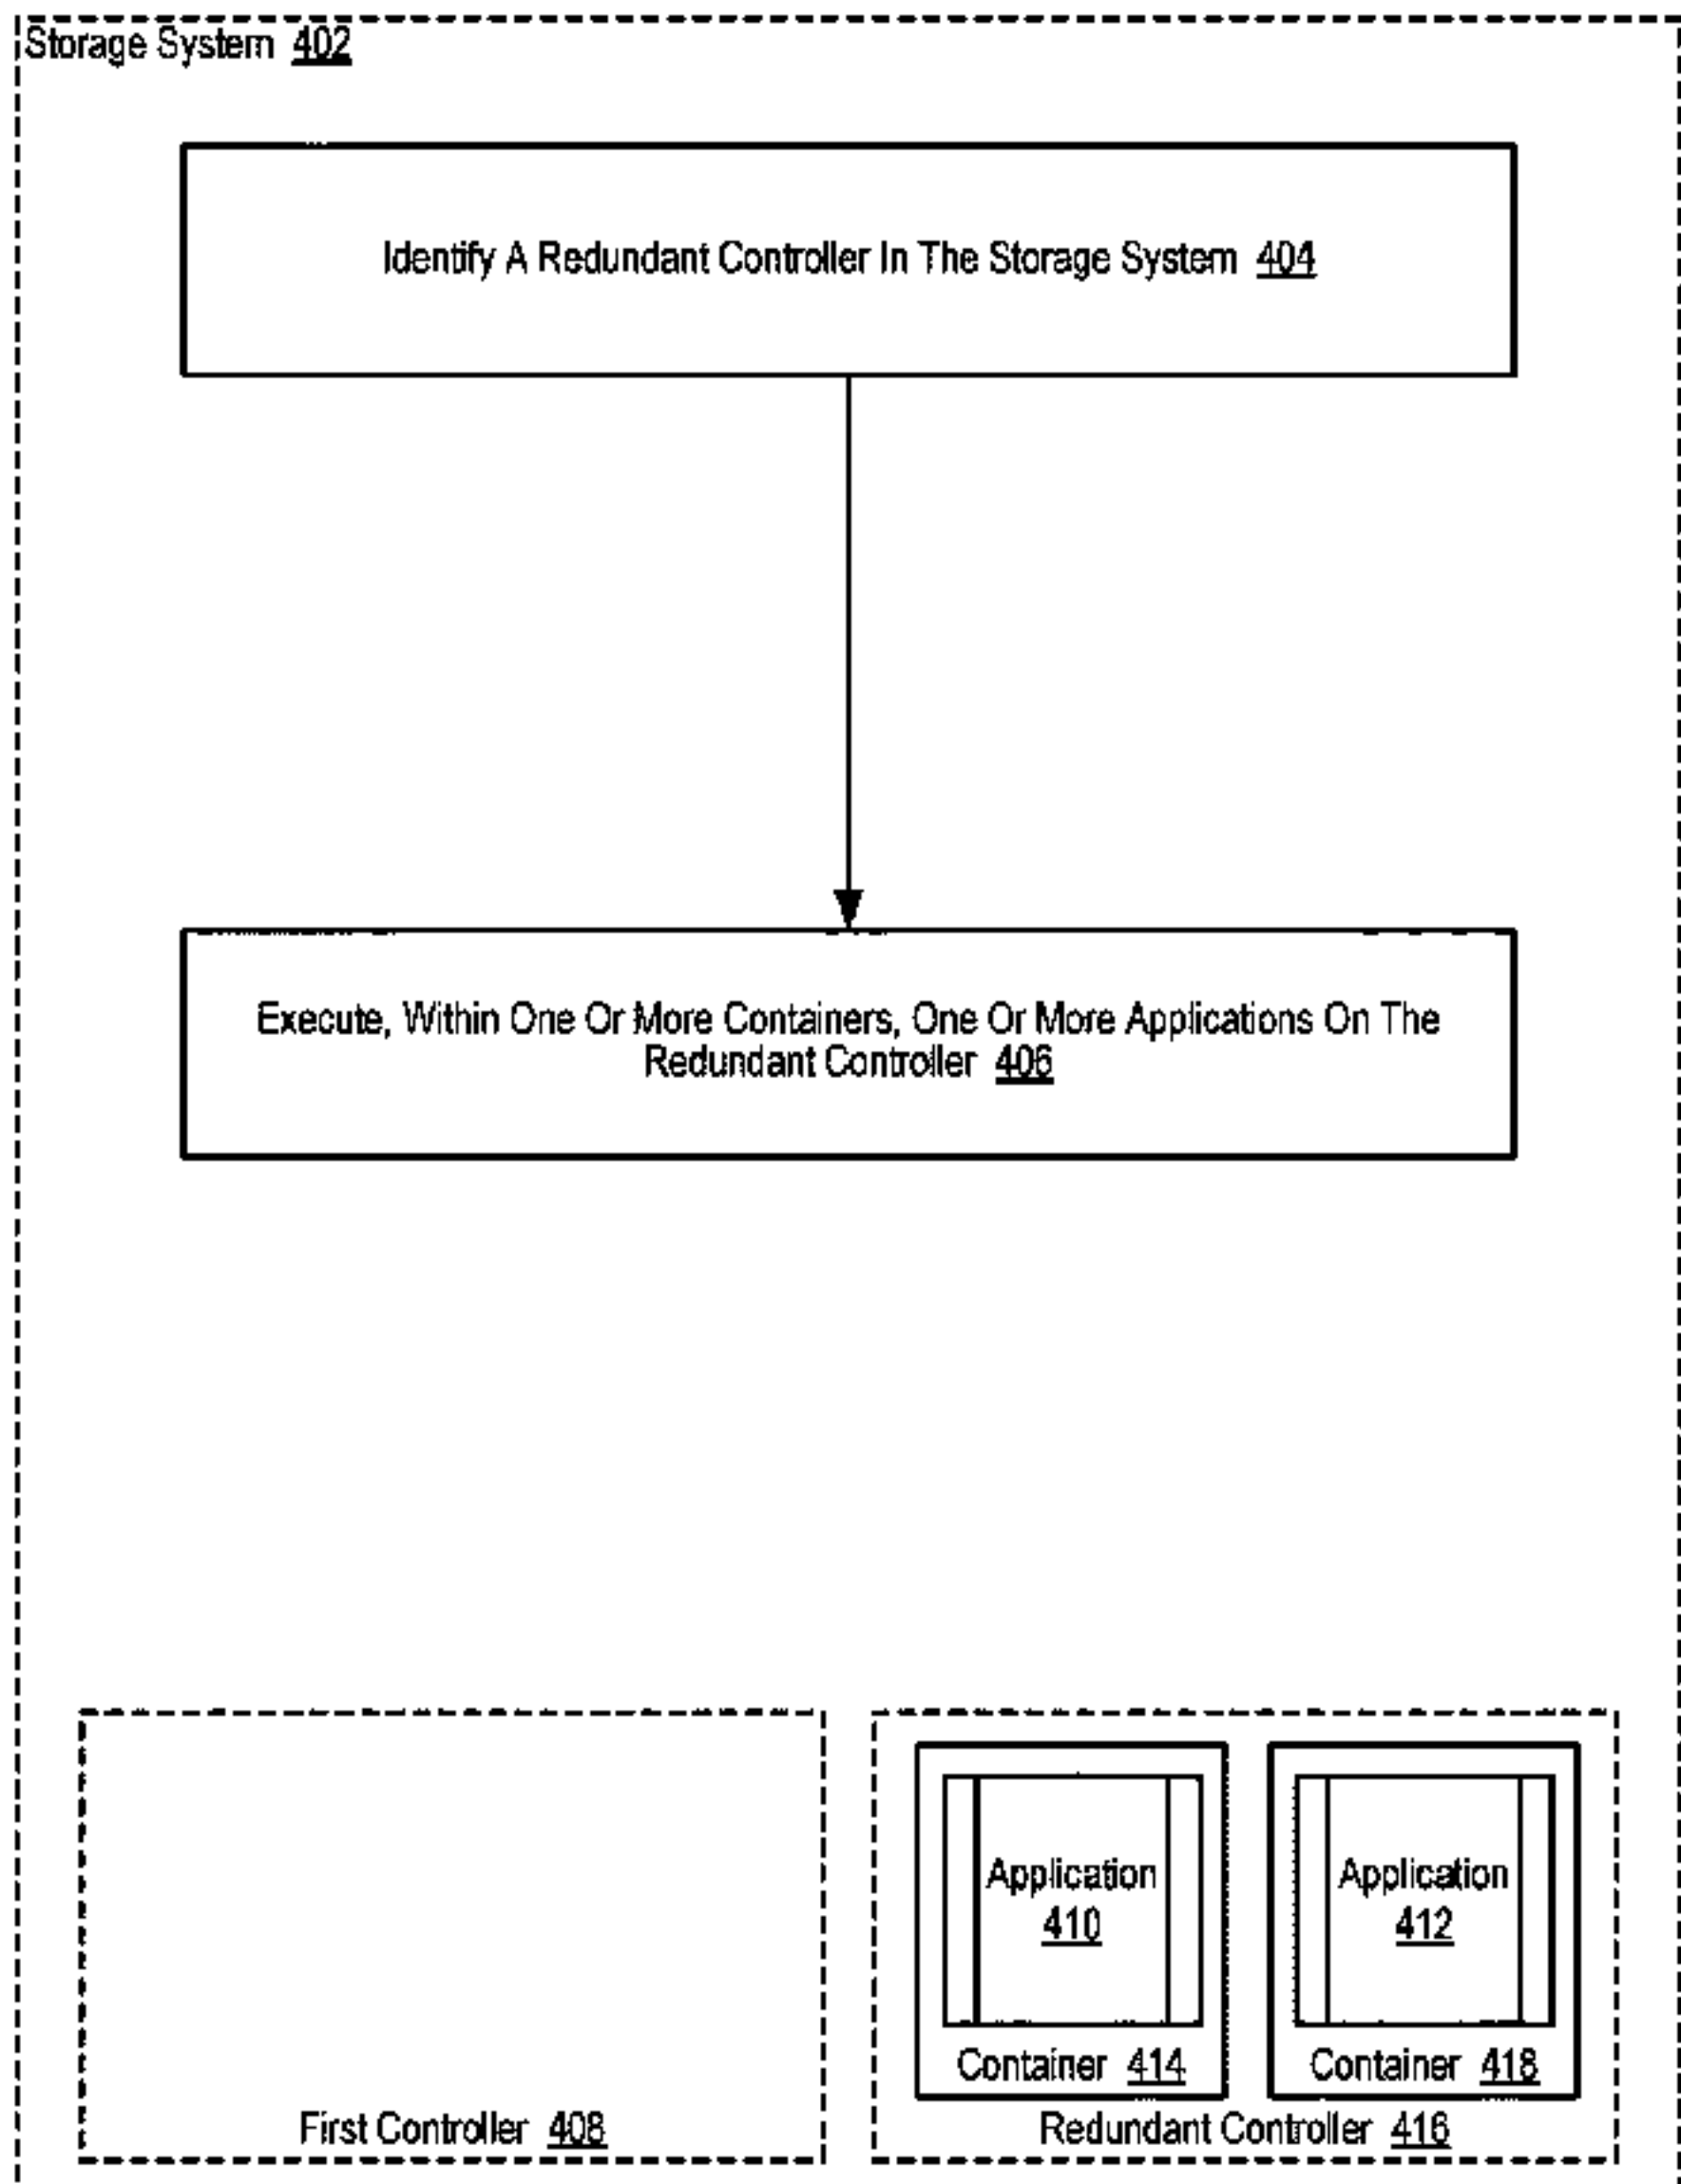 Storage System 402
Identify A Redundant Controller In The Storage System 404
Execute, Within One Or More Containers, One Or More Applications On The
Redundant Controller 406
Application
410
Application
412
Container 414
Container 418
First Controller 408
Redundant Controller 416